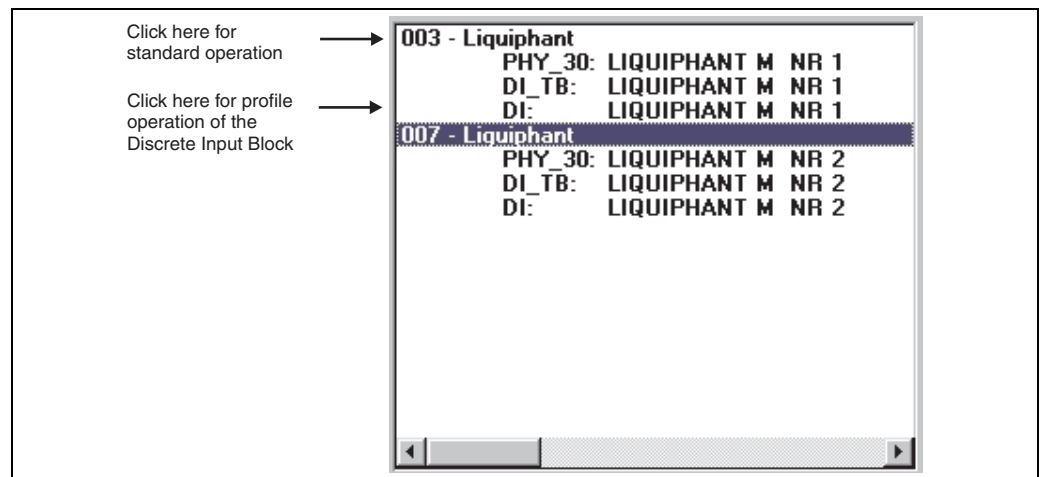 Click here for
standard operation
Click here for profile
operation of the
Discrete Input Block
003 - Liquiphant
PHY_30: LIQUIPHANT M NR 1
DI_TB: LIQUIPHANT M NR 1
DI: LIQUIPHANT M NR 1
007 - Liquiphant
PHY_30: LIQUIPHANT M NR 2
DI_TB: LIQUIPHANT M NR 2
DI: LIQUIPHANT M NR 2